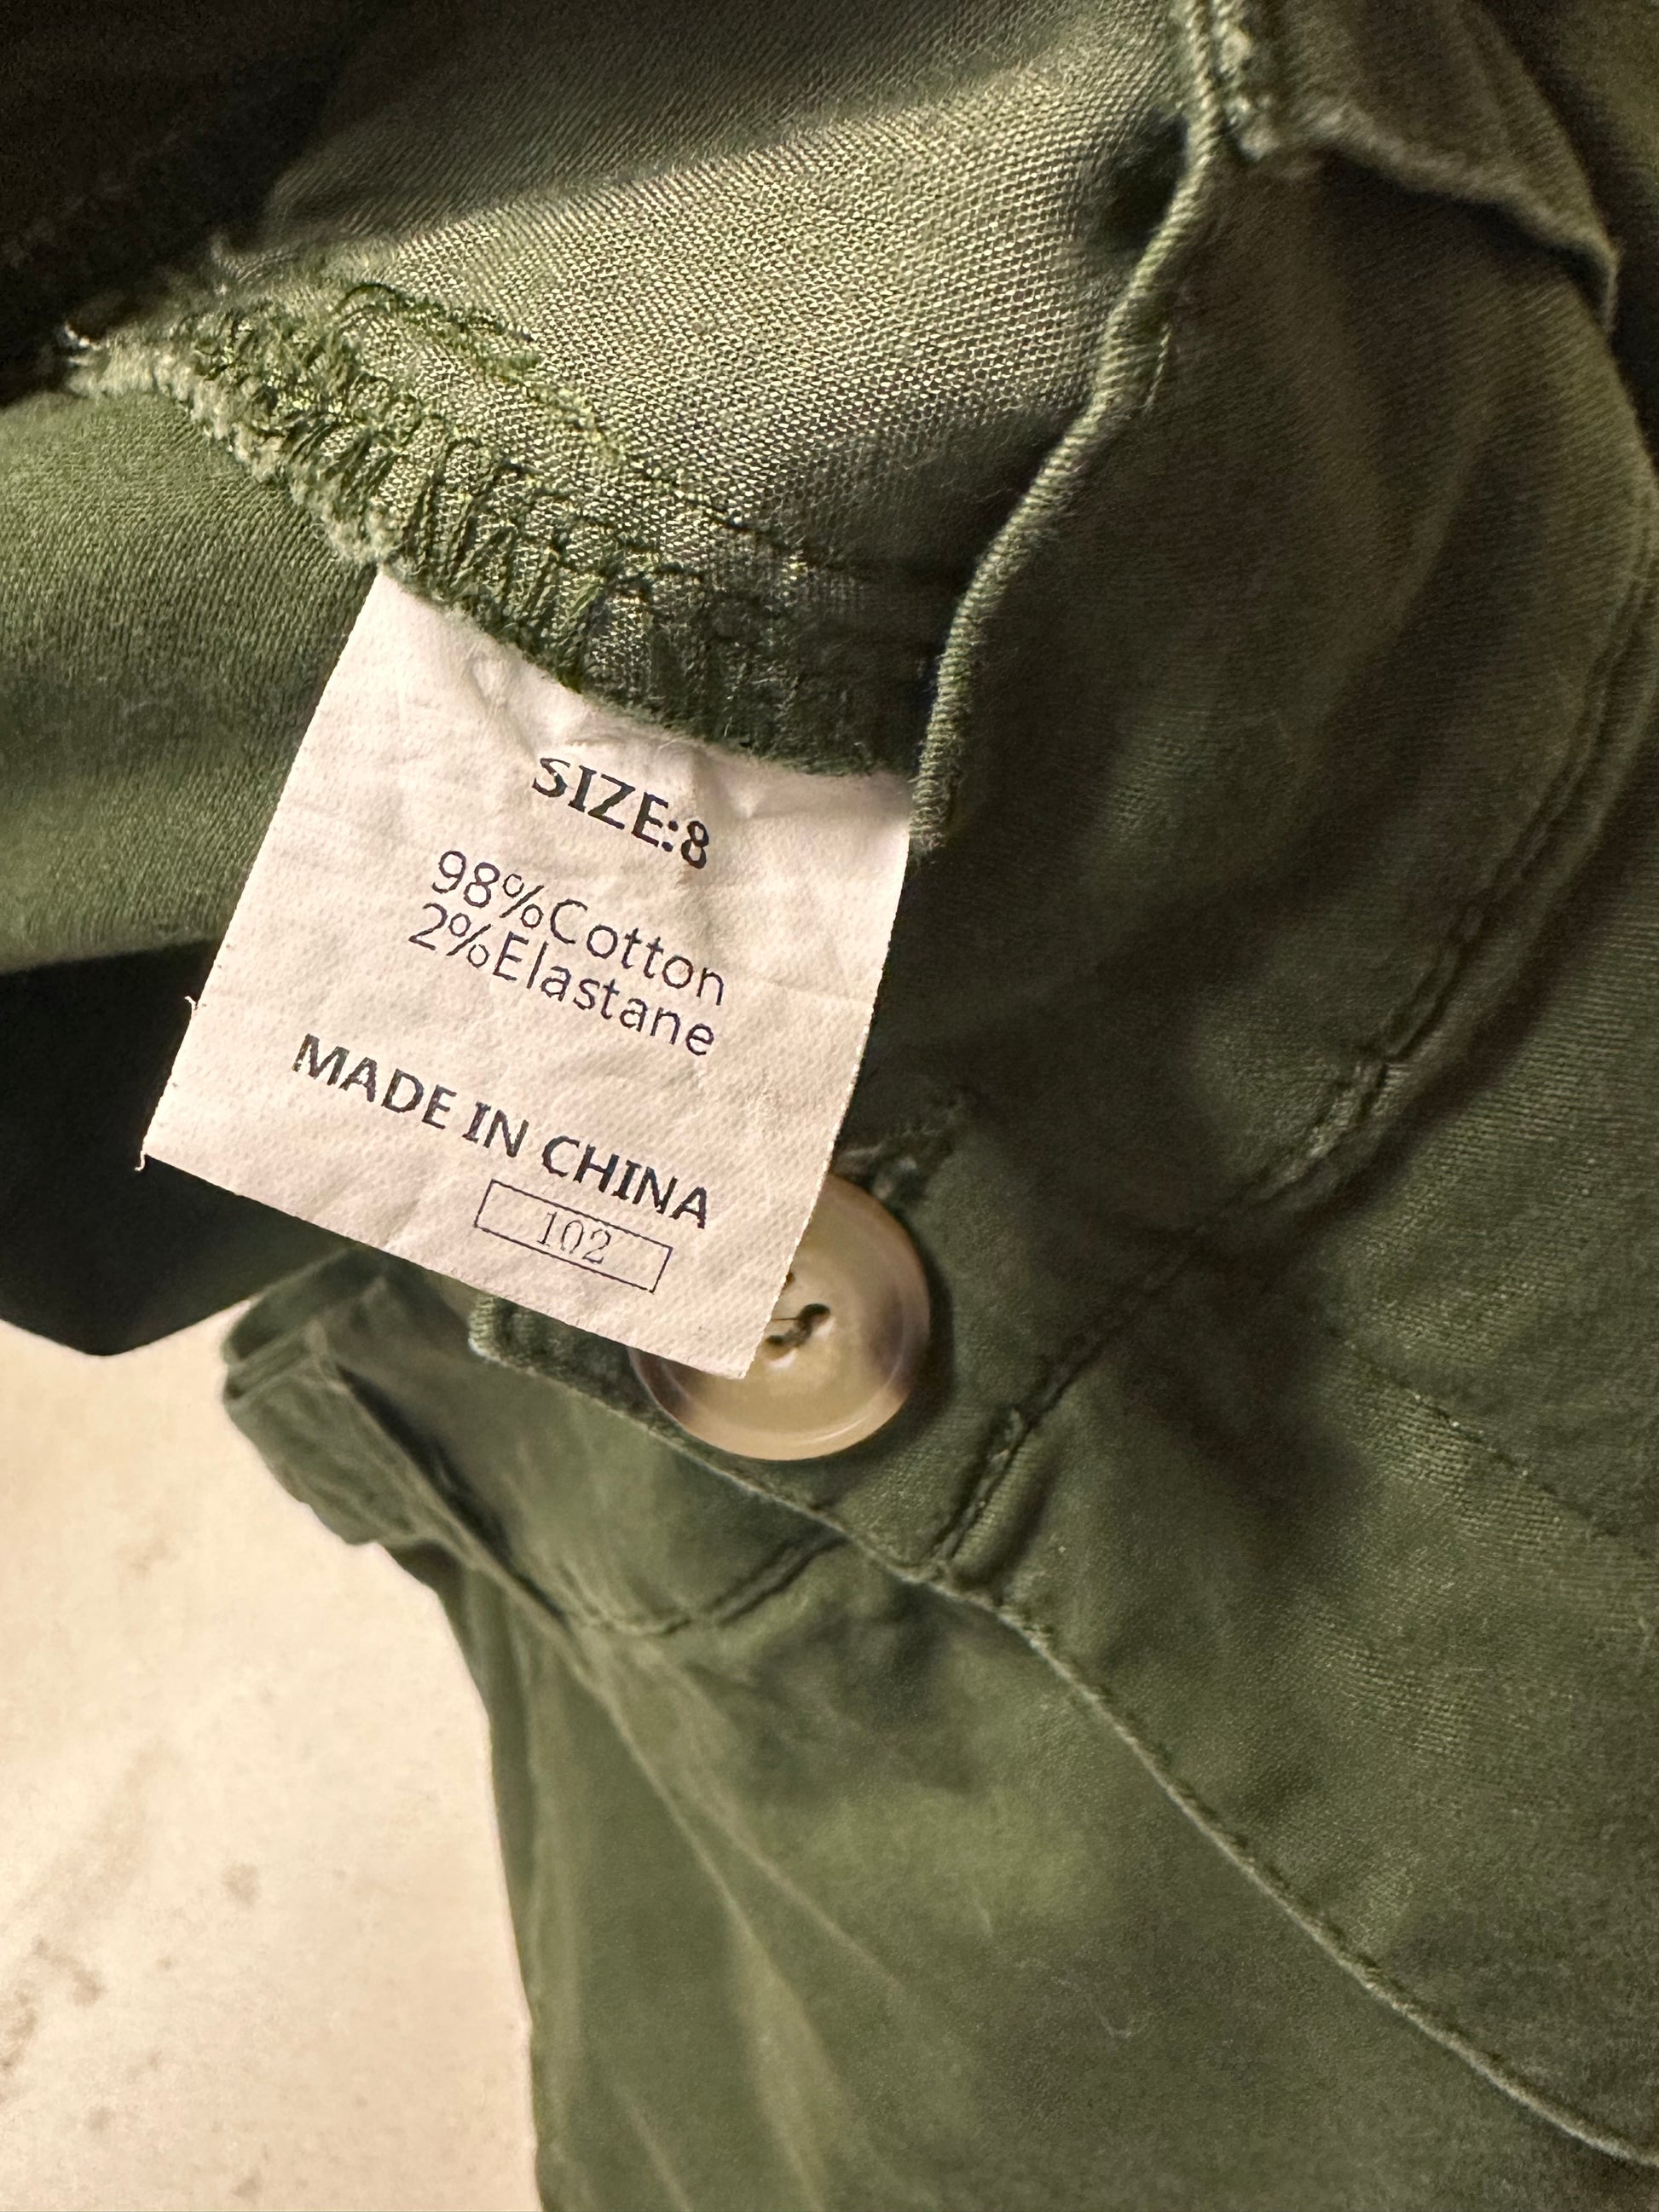 SIZE:8
98%Cotton
2%Elastane
MADE IN CHINA
102